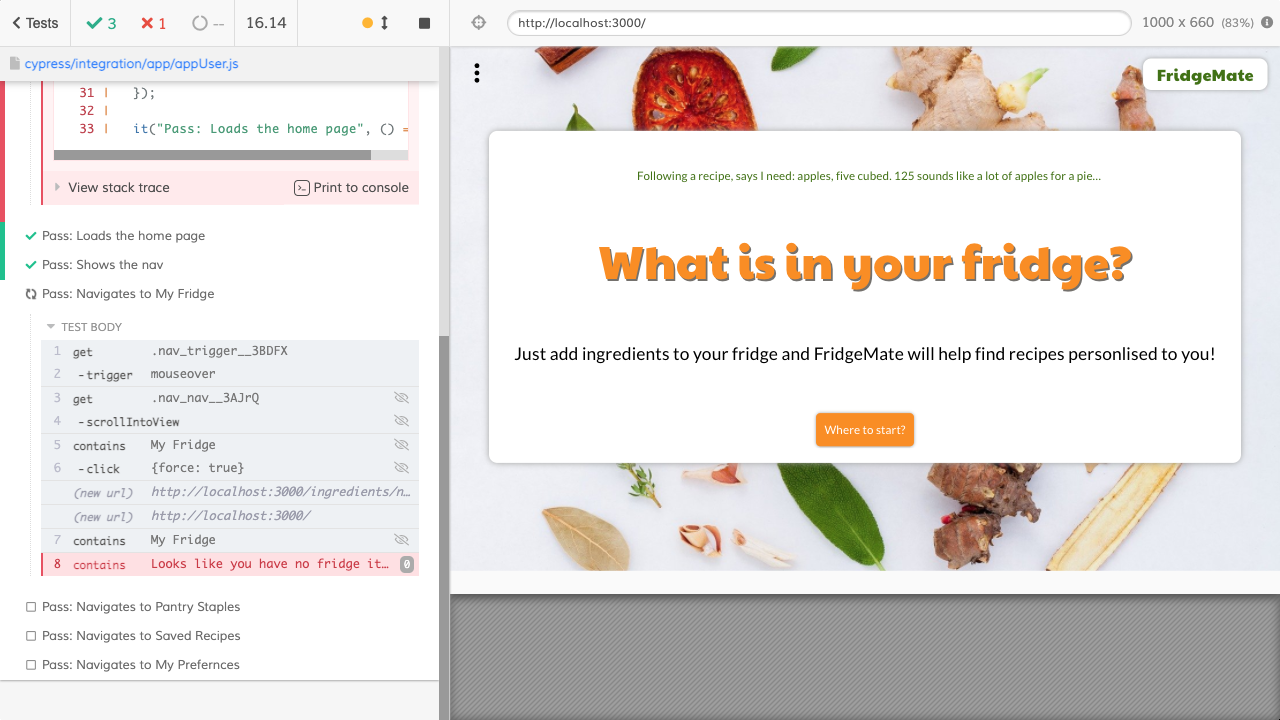 Tests
3
1
--
16.14
http://localhost:3000/
1000 x 660 (83%)
cypress/integration/app/appUser.js
31 | });
32 |
33 | it("Pass: Loads the home page", () =
View stack trace
Print to console
Pass: Loads the home page
Pass: Shows the nav
Pass: Navigates to My Fridge
TEST BODY
1 get .nav_trigger__3BDFX
2 -trigger mouseover
3 get .nav_nav__3AJrQ
4 -scrollIntoView
5 contains My Fridge
6 -click {force: true}
(new url) http://localhost:3000/ingredients/n…
(new url) http://localhost:3000/
7 contains My Fridge
8 contains Looks like you have no fridge it… 0
Pass: Navigates to Pantry Staples
Pass: Navigates to Saved Recipes
Pass: Navigates to My Prefernces
FridgeMate
Following a recipe, says I need: apples, five cubed. 125 sounds like a lot of apples for a pie...
What is in your fridge?
Just add ingredients to your fridge and FridgeMate will help find recipes personlised to you!
Where to start?